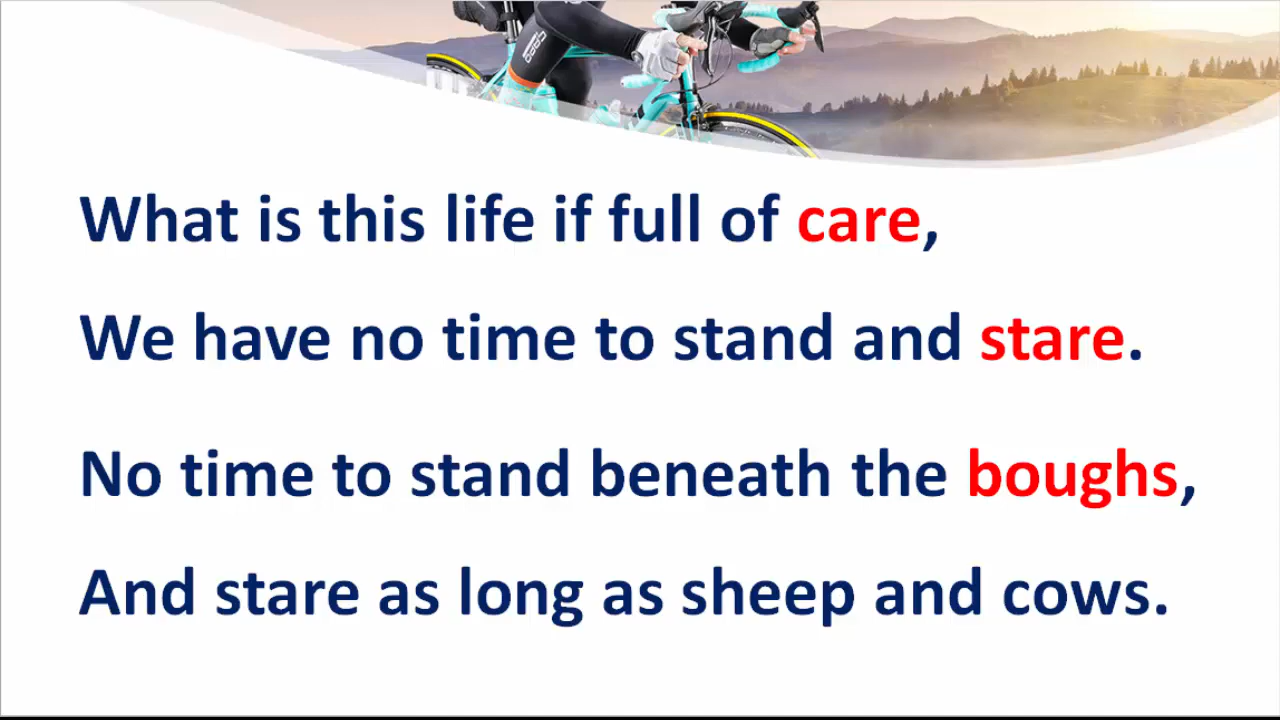 What is this life if full of care,
We have no time to stand and stare.
No time to stand beneath the boughs,
And stare as long as sheep and cows.